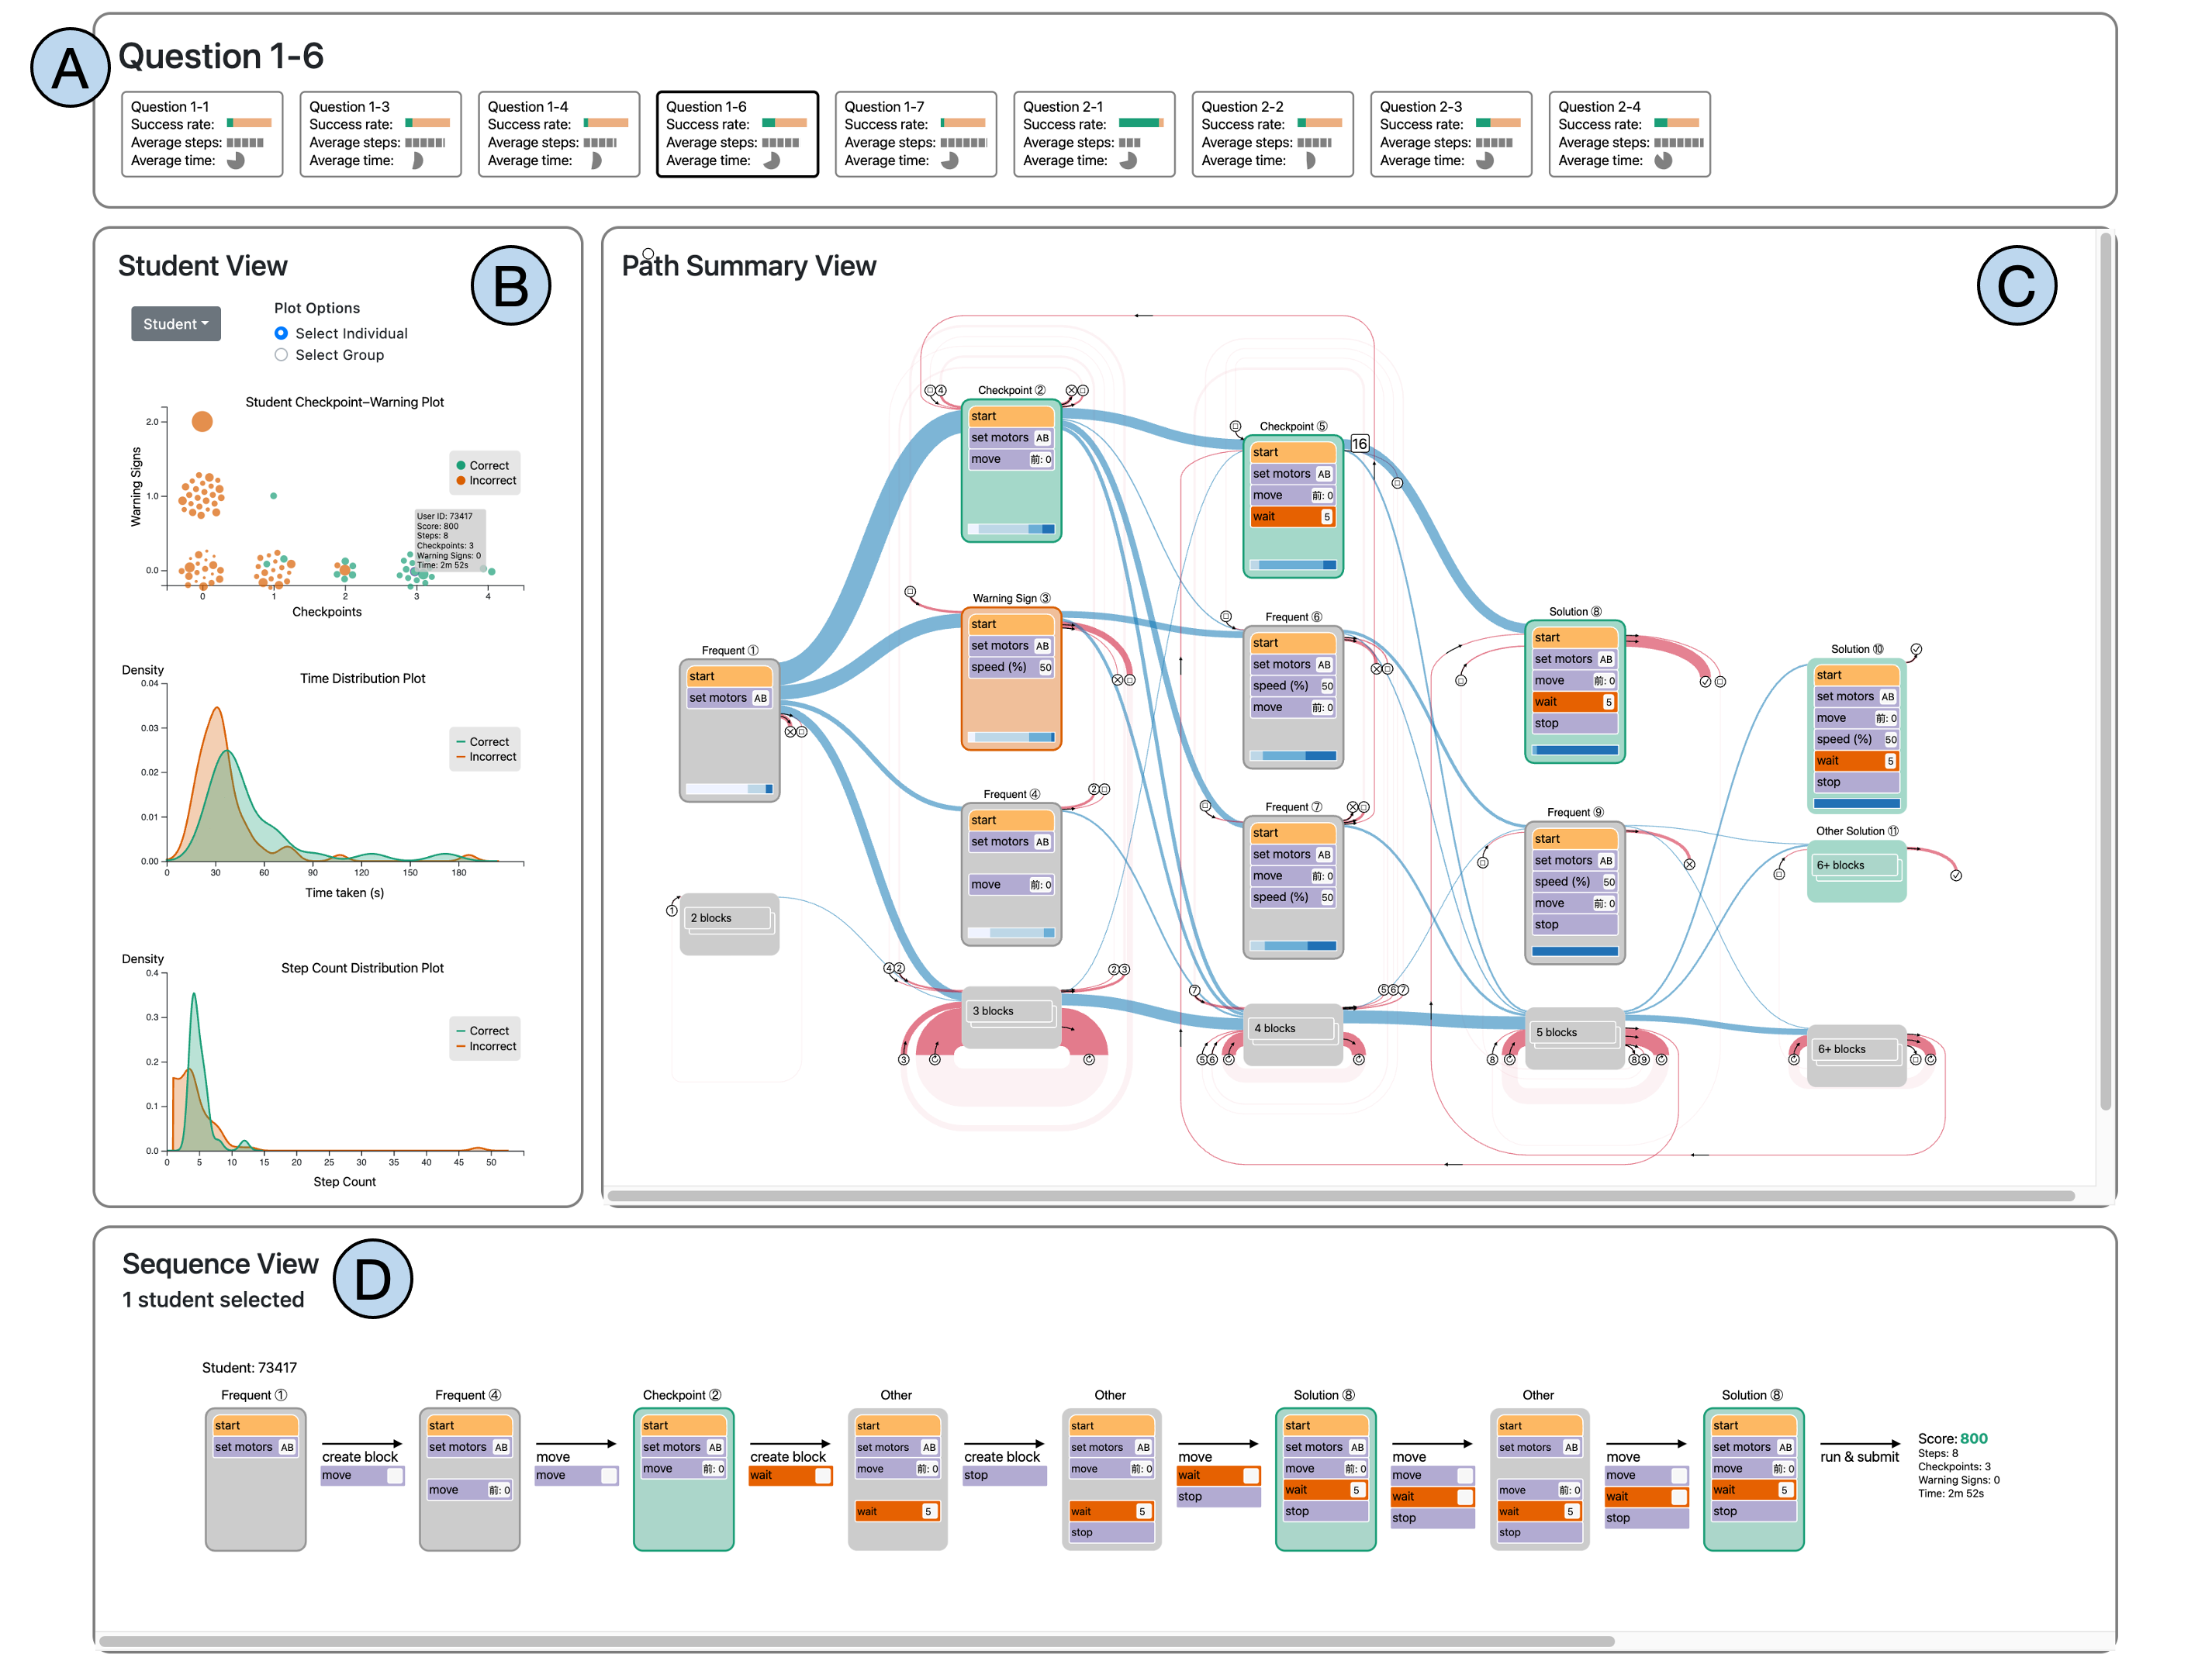 A
Question 1-6
Question 1-1
Success rate:
Average steps:
Average time:
Question 1-3
Success rate:
Average steps:
Average time:
Question 1-4
Success rate:
Average steps:
Average time:
Question 1-6
Success rate:
Average steps:
Average time:
Question 1-7
Success rate:
Average steps:
Average time:
Question 2-1
Success rate:
Average steps:
Average time:
Question 2-2
Success rate:
Average steps:
Average time:
Question 2-3
Success rate:
Average steps:
Average time:
Question 2-4
Success rate:
Average steps:
Average time:
Student View
B
Student
Plot Options
Select Individual
Select Group
Student Checkpoint–Warning Plot
Warning Signs
2.0
1.0
0.0
Correct
Incorrect
User ID: 73417
Score: 800
Steps: 8
Checkpoints: 3
Warning Signs: 0
Time: 2m 52s
0 1 2 3 4
Checkpoints
Density
Time Distribution Plot
0.04
0.03
0.02
0.01
0.00
Correct
Incorrect
0 30 60 90 120 150 180
Time taken (s)
Density
Step Count Distribution Plot
0.4
0.3
0.2
0.1
0.0
Correct
Incorrect
0 5 10 15 20 25 30 35 40 45 50
Step Count
Path Summary View
C
Frequent ①
start
set motors AB
2 blocks
①
Checkpoint ②
④
start
set motors AB
move 前: 0
Warning Sign ③
start
set motors AB
speed (%) 50
Frequent ④
②
start
set motors AB
move 前: 0
④②
②③
3 blocks
③
Checkpoint ⑤
16
start
set motors AB
move 前: 0
wait 5
Frequent ⑥
start
set motors AB
speed (%) 50
move 前: 0
Frequent ⑦
start
set motors AB
move 前: 0
speed (%) 50
⑦
⑤⑥⑦
4 blocks
⑤⑥
Solution ⑧
start
set motors AB
move 前: 0
wait 5
stop
Frequent ⑨
start
set motors AB
speed (%) 50
move 前: 0
stop
5 blocks
⑧
⑧⑨
Solution ⑩
start
set motors AB
move 前: 0
speed (%) 50
wait 5
stop
Other Solution ⑪
6+ blocks
6+ blocks
Sequence View
D
1 student selected
Student: 73417
Frequent ①
start
set motors AB
create block
move
Frequent ④
start
set motors AB
move 前: 0
move
move
Checkpoint ②
start
set motors AB
move 前: 0
create block
wait
Other
start
set motors AB
move 前: 0
wait 5
create block
stop
Other
start
set motors AB
move 前: 0
wait 5
stop
move
wait
stop
Solution ⑧
start
set motors AB
move 前: 0
wait 5
stop
move
move
wait
stop
Other
start
set motors AB
move 前: 0
wait 5
stop
move
move
wait
stop
Solution ⑧
start
set motors AB
move 前: 0
wait 5
stop
run & submit
Score: 800
Steps: 8
Checkpoints: 3
Warning Signs: 0
Time: 2m 52s